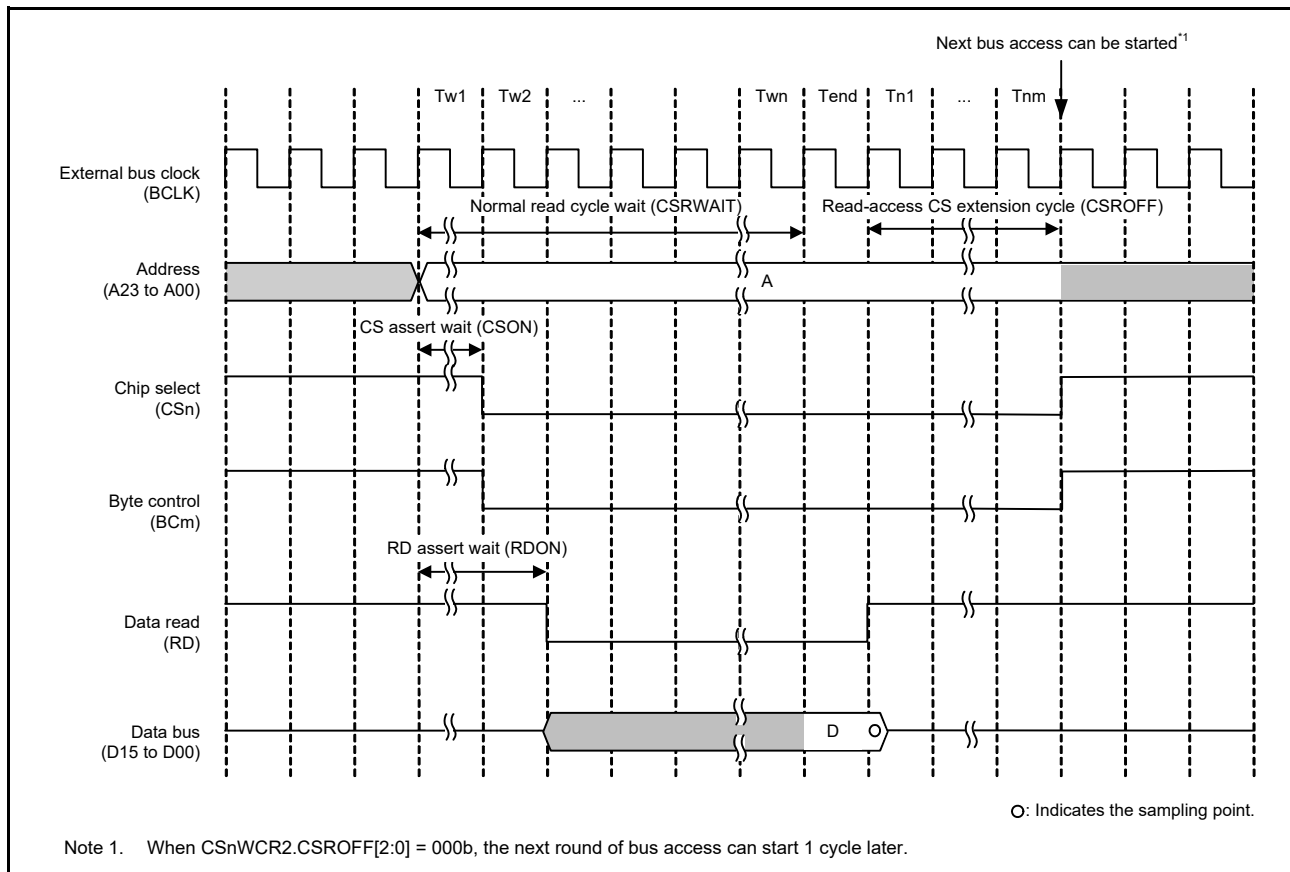 Next bus access can be started*1
Tw1 Tw2 ... Twn Tend Tn1 ... Tnm
External bus clock
(BCLK)
Normal read cycle wait (CSRWAIT) Read-access CS extension cycle (CSROFF)
Address
(A23 to A00)
A
CS assert wait (CSON)
Chip select
(CSn)
Byte control
(BCm)
RD assert wait (RDON)
Data read
(RD)
Data bus
(D15 to D00)
D
O: Indicates the sampling point.
Note 1. When CSnWCR2.CSROFF[2:0] = 000b, the next round of bus access can start 1 cycle later.